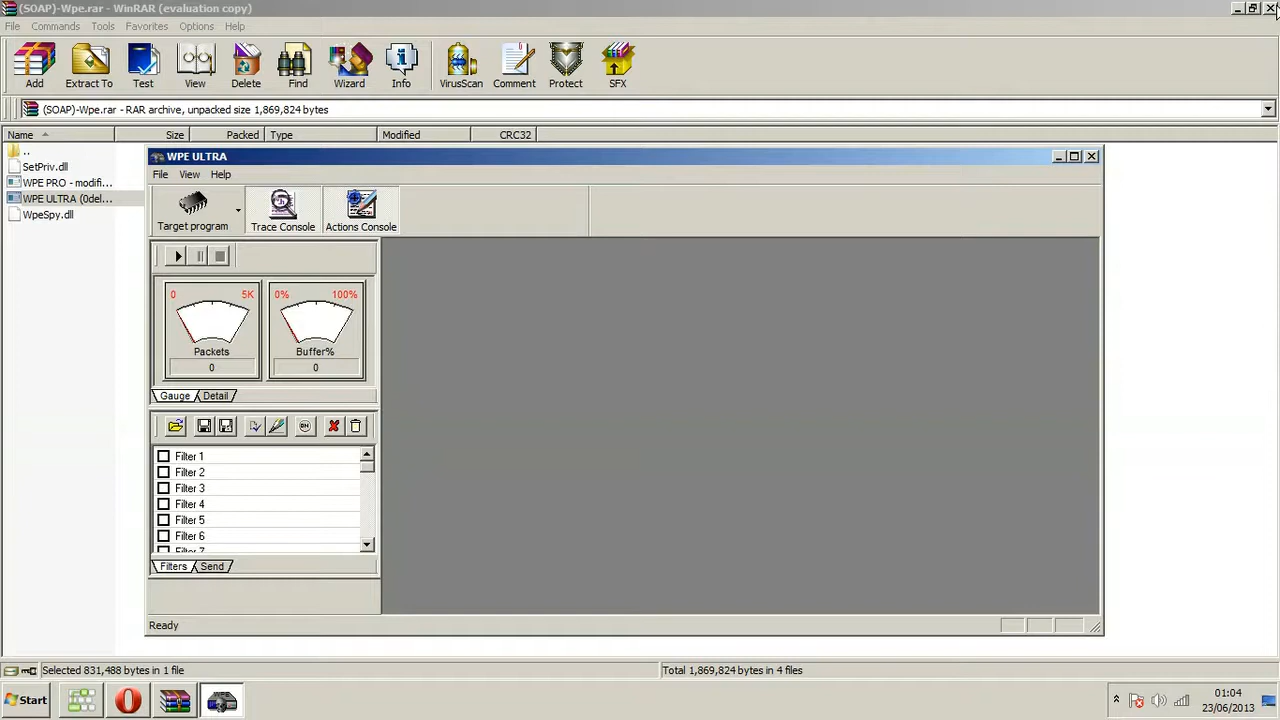 (SOAP)-Wpe.rar - WinRAR (evaluation copy)
File Commands Tools Favorites Options Help
Add Extract To Test View Delete Find Wizard Info VirusScan Comment Protect SFX
(SOAP)-Wpe.rar - RAR archive, unpacked size 1,869,824 bytes
Name Size Packed Type Modified CRC32
..
SetPriv.dll
WPE PRO - modifi...
WPE ULTRA (0del...
WpeSpy.dll
WPE ULTRA
File View Help
Target program Trace Console Actions Console
0 5K 0% 100%
Packets Buffer%
0 0
Gauge Detail
ON
Filter 1
Filter 2
Filter 3
Filter 4
Filter 5
Filter 6
Filter 7
Filters Send
Ready
Selected 831,488 bytes in 1 file Total 1,869,824 bytes in 4 files
Start 01:04
23/06/2013